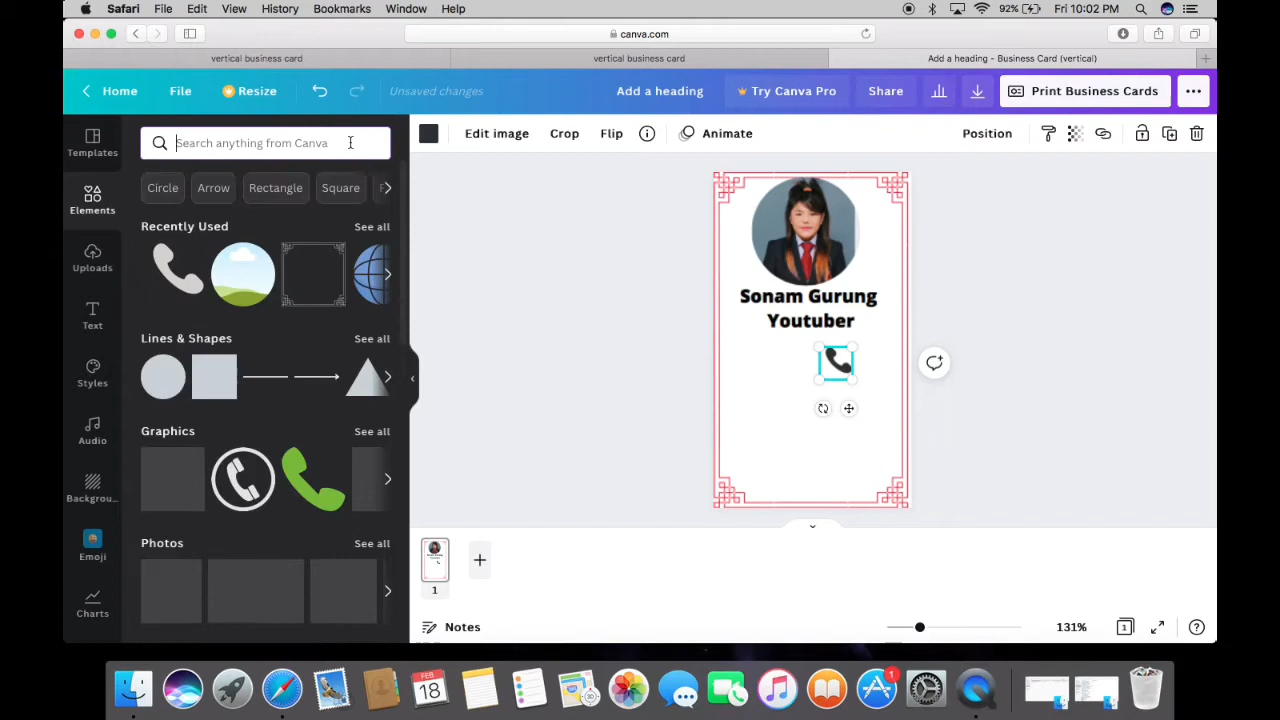 Safari File Edit View History Bookmarks Window Help 92% Fri 10:02 PM
canva.com
vertical business card vertical business card Add a heading - Business Card (vertical)
Home File Resize Unsaved changes Add a heading Try Canva Pro Share Print Business Cards
Edit image Crop Flip Animate Position
Templates
Elements
Uploads
Text
Styles
Audio
Backgrou...
Emoji
Charts
Search anything from Canva
Circle Arrow Rectangle Square
Recently Used See all
Lines & Shapes See all
Graphics See all
Photos See all
Sonam Gurung
Youtuber
1
Notes 131% 1
FEB
18
1